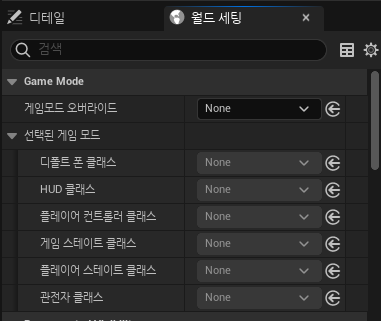 디테일
월드 세팅
검색
Game Mode
게임모드 오버라이드 None
선택된 게임 모드
디폴트 폰 클래스 None
HUD 클래스 None
플레이어 컨트롤러 클래스 None
게임 스테이트 클래스 None
플레이어 스테이트 클래스 None
관전자 클래스 None